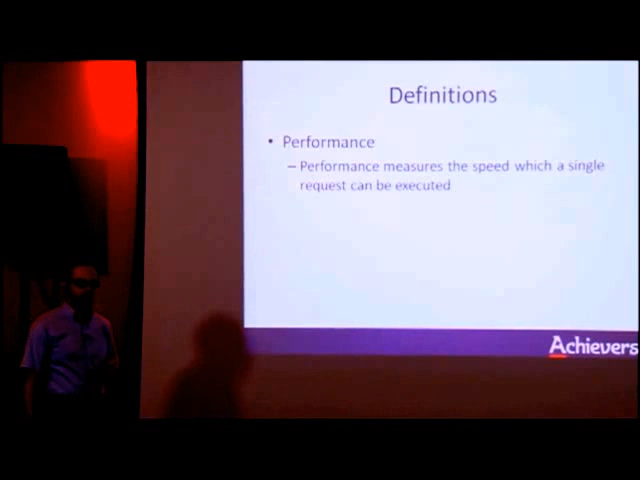 Definitions
• Performance
– Performance measures the speed which a single
request can be executed
Achievers